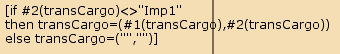 [if #2(transCargo)<>"Imp1"
then transCargo=(#1(transCargo),#2(transCargo))
else transCargo=("","")]